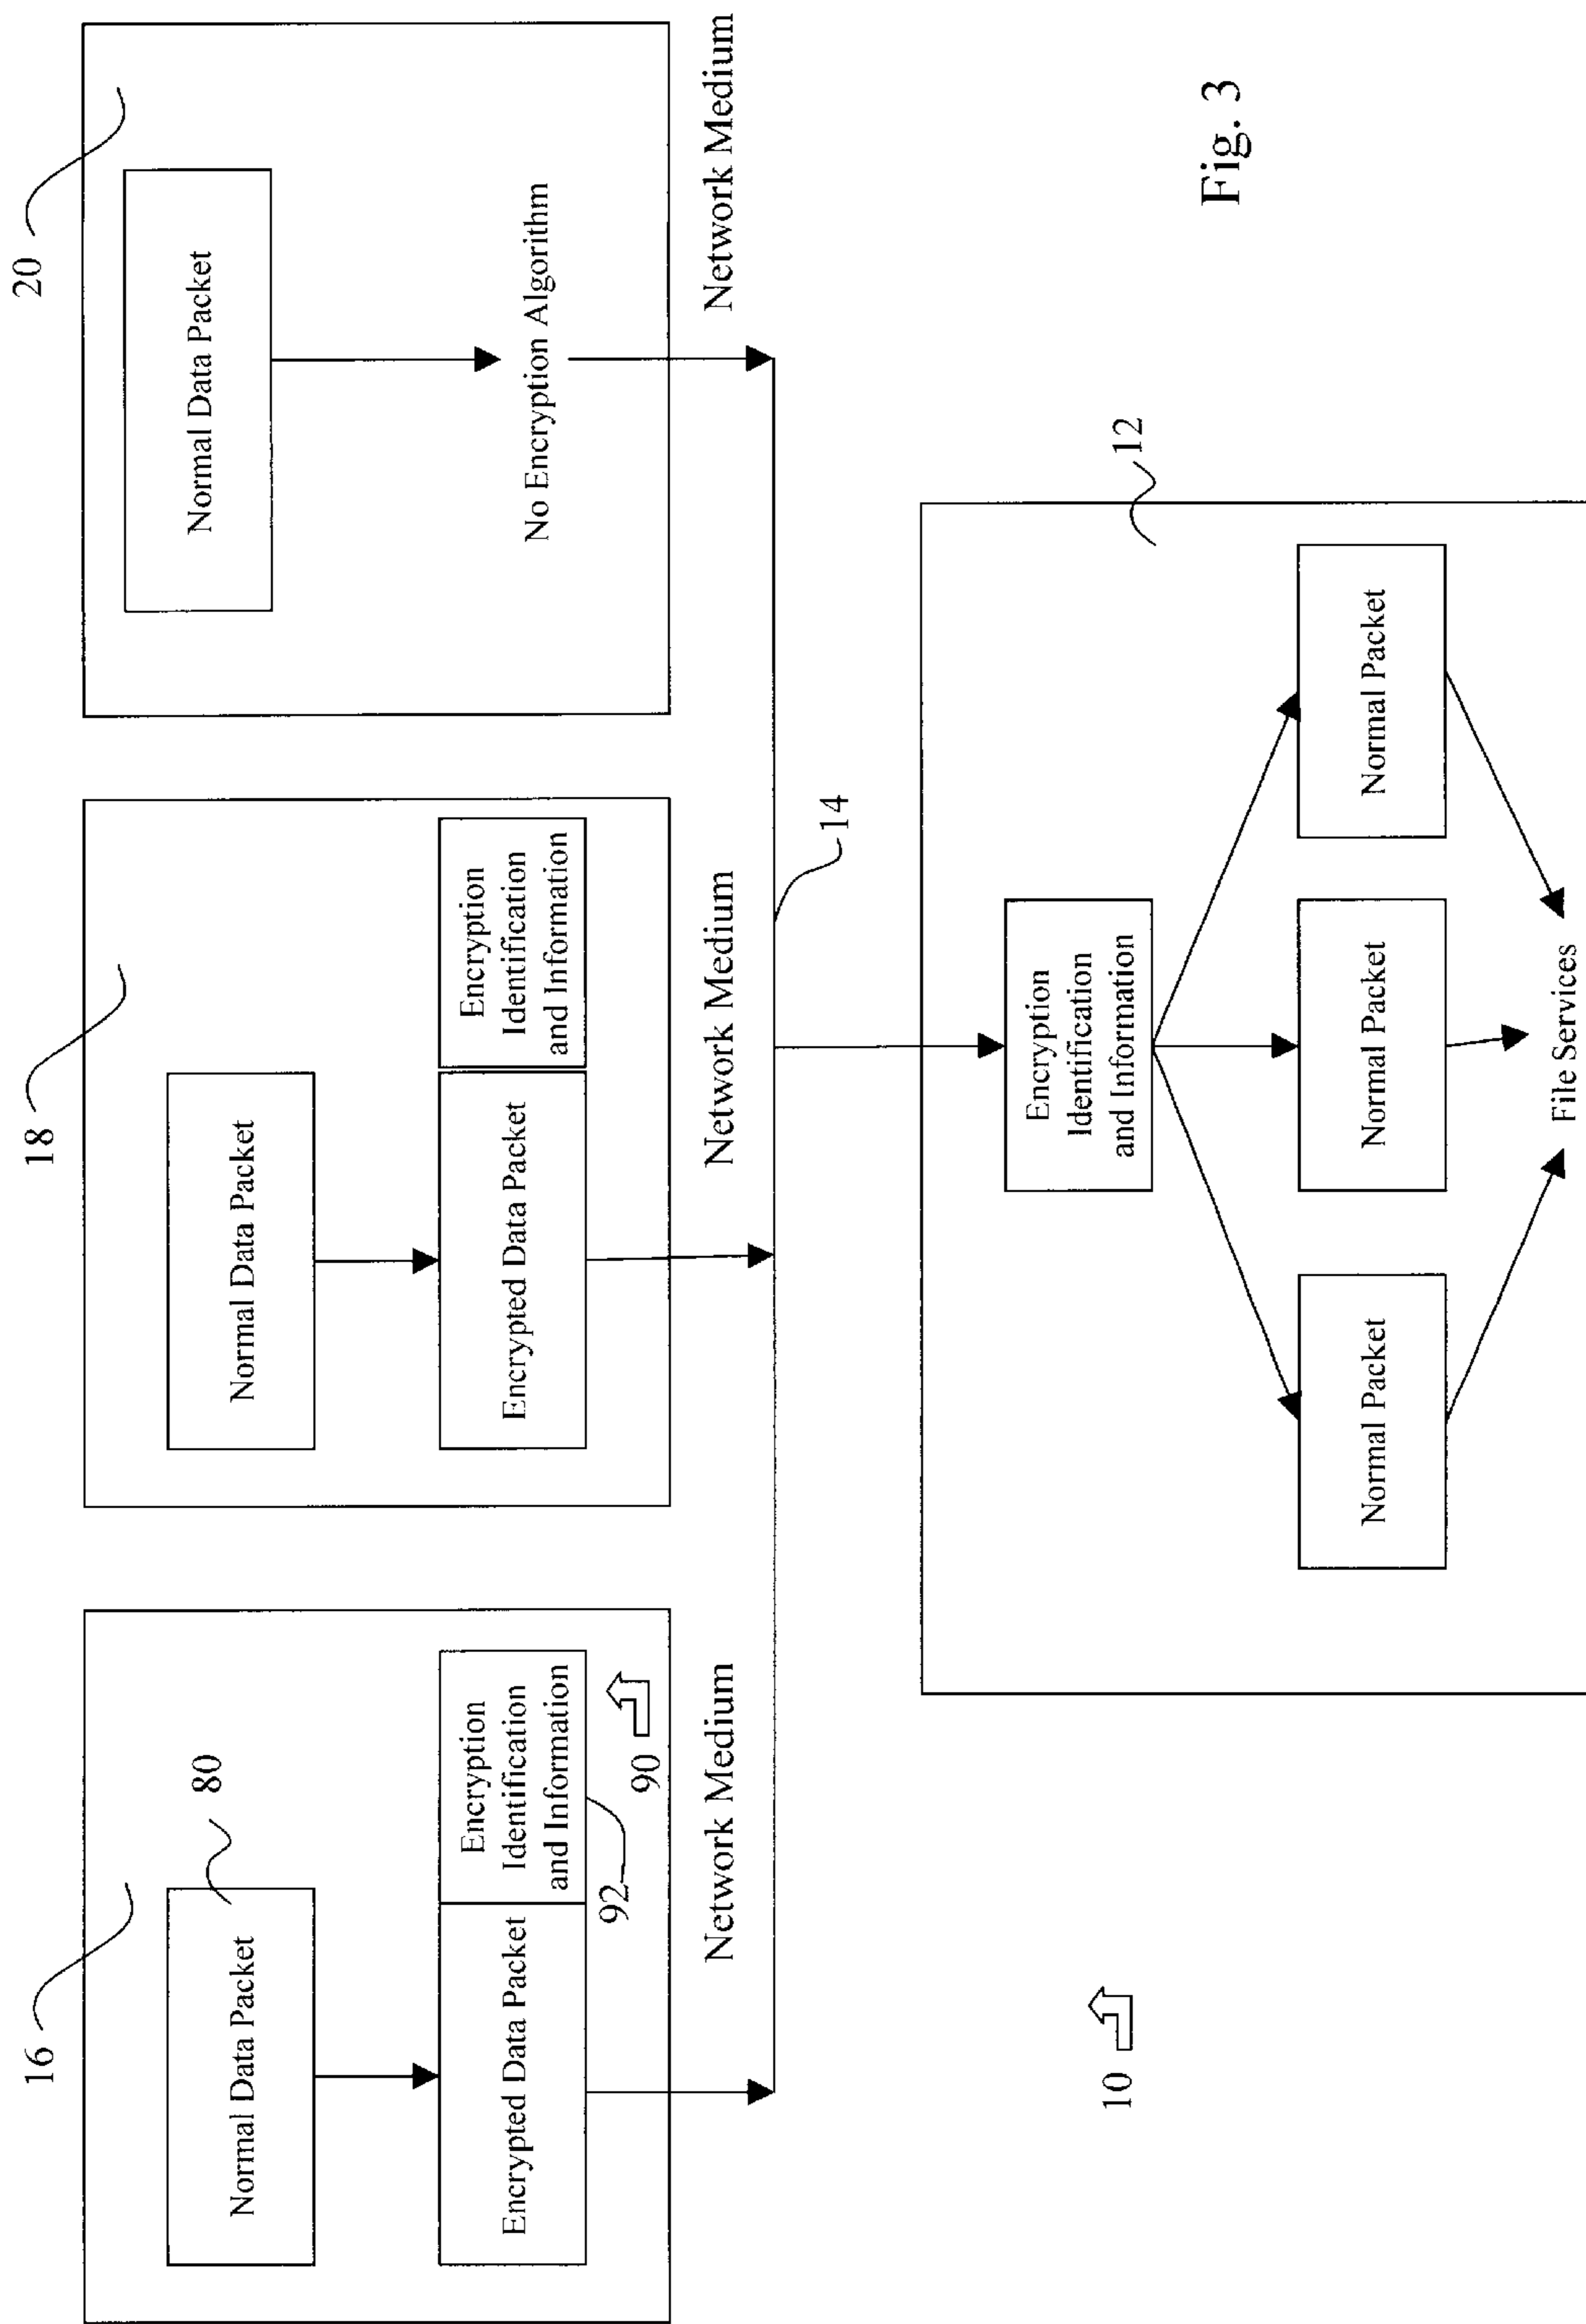 16
18
20
Normal Data Packet
80
Encrypted Data Packet
Encryption
Identification
and Information
92
90
Network Medium
Normal Data Packet
Encrypted Data Packet
Encryption
Identification
and Information
Network Medium
Normal Data Packet
No Encryption Algorithm
Network Medium
14
12
Encryption
Identification
and Information
Normal Packet
Normal Packet
Normal Packet
File Services
10
Fig. 3